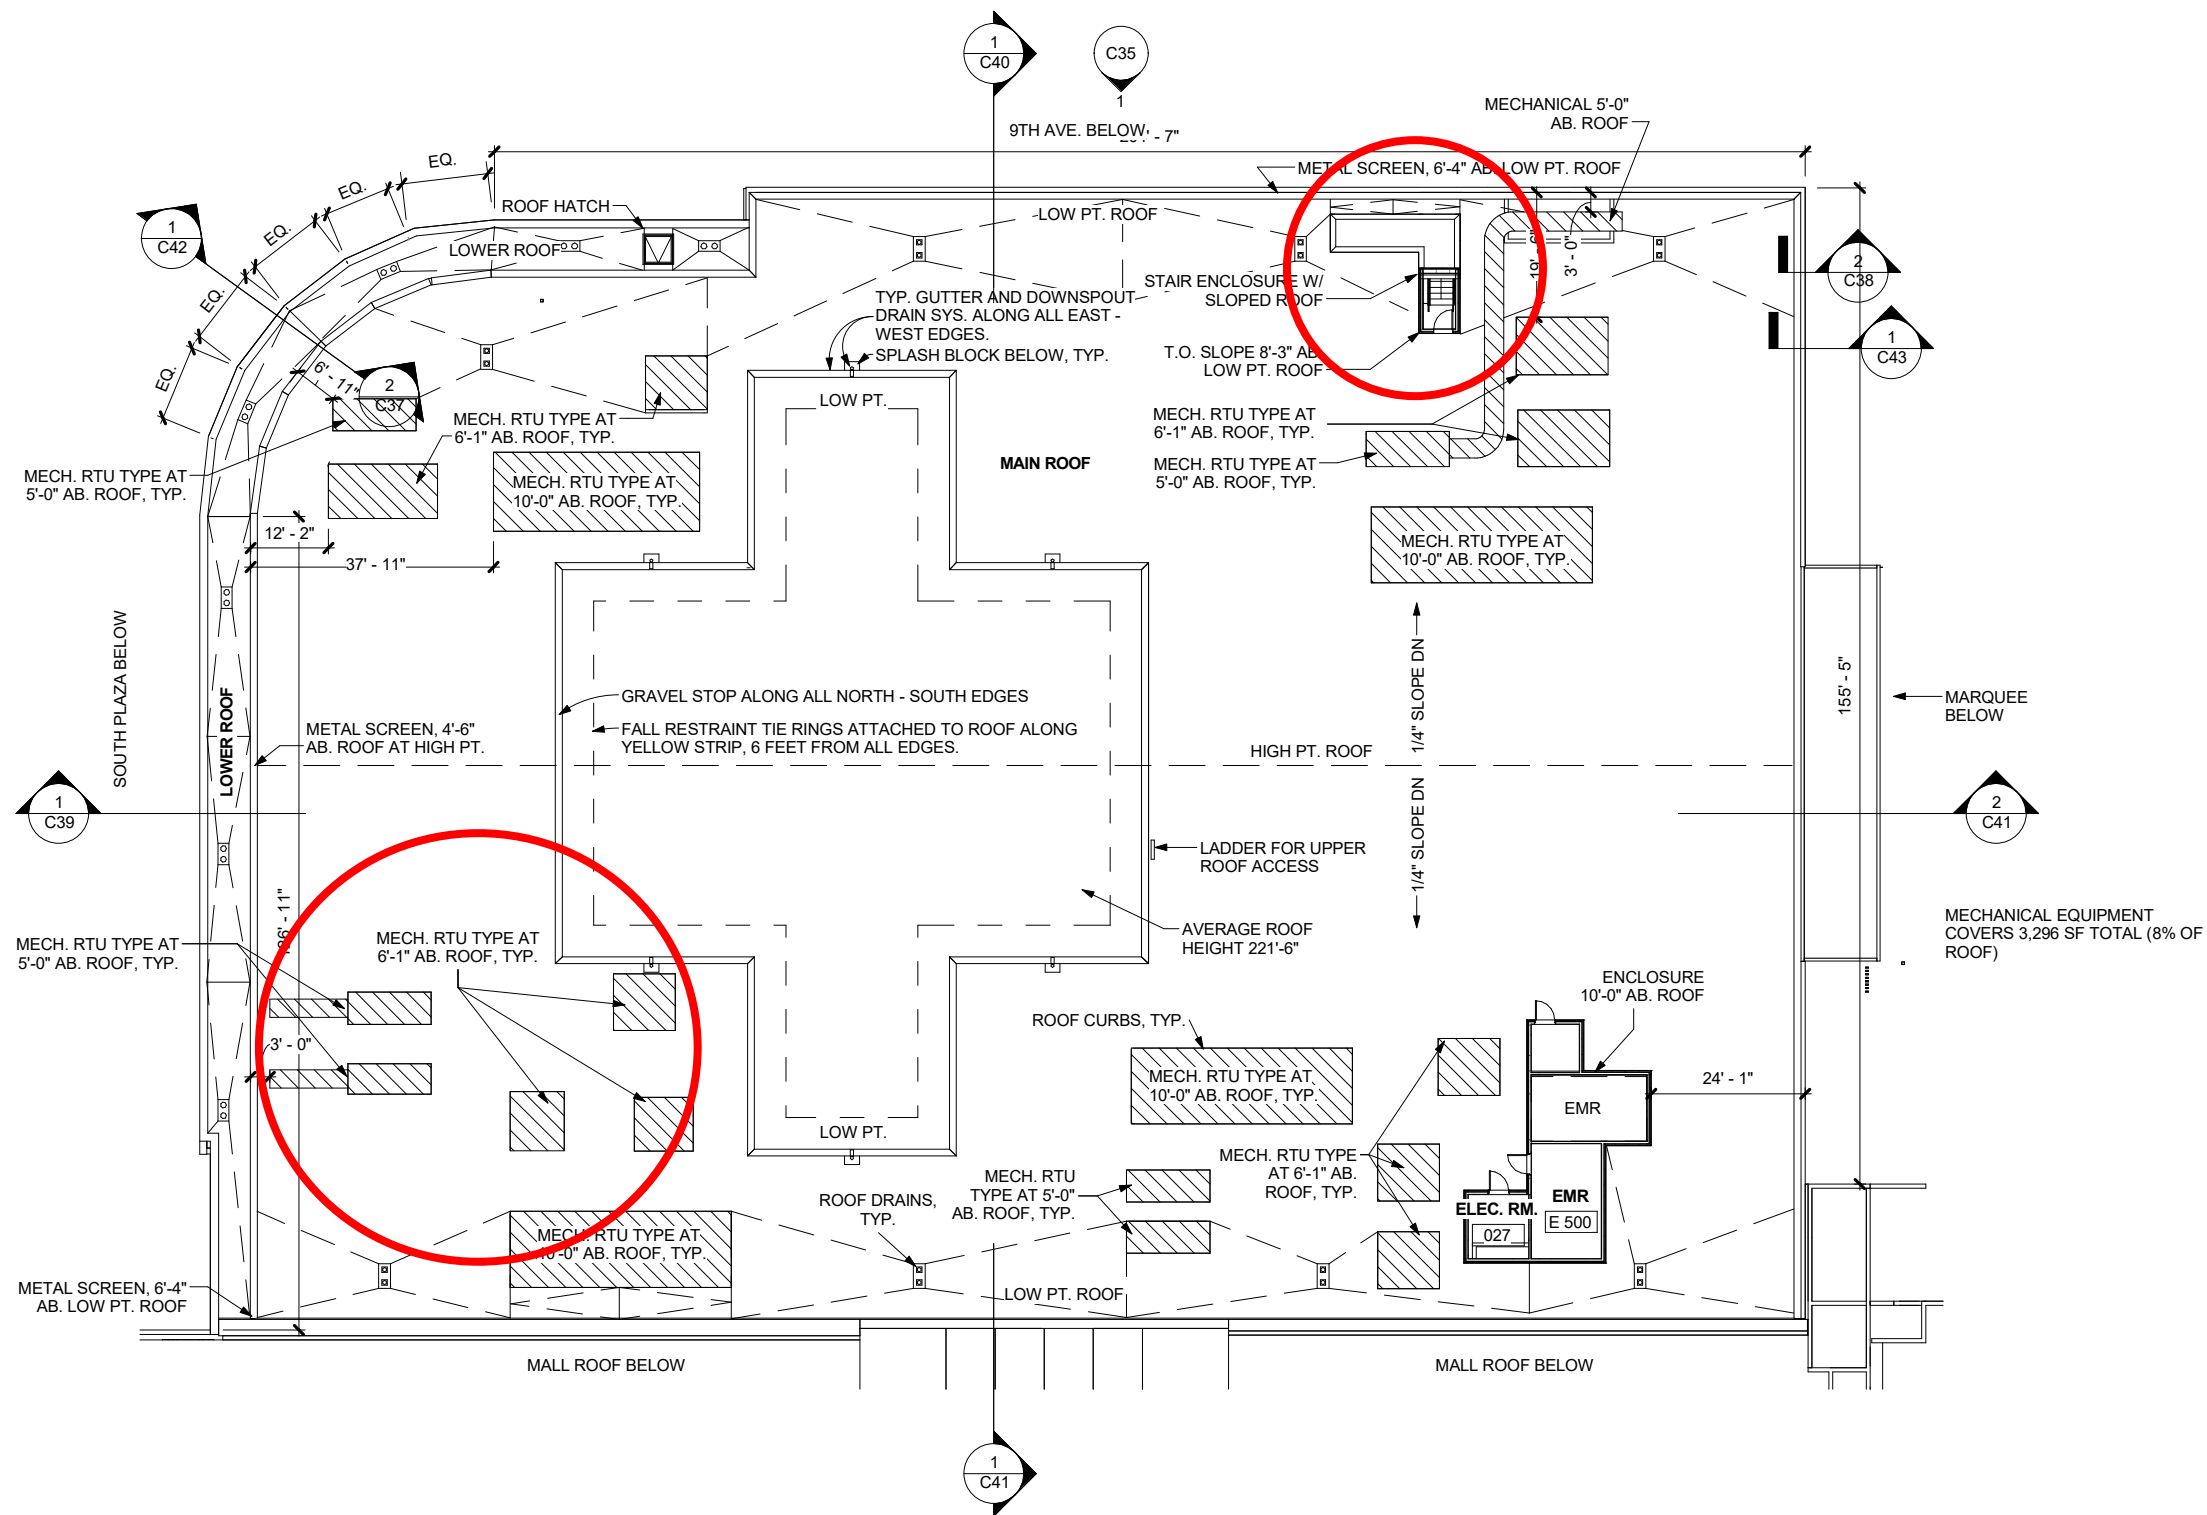 1
C40
C35
1
MECHANICAL 5'-0"
AB. ROOF
9TH AVE. BELOW
METAL SCREEN, 6'-4" AB. LOW PT. ROOF
EQ.
EQ.
EQ.
EQ.
EQ.
1
C42
ROOF HATCH
LOWER ROOF
LOW PT. ROOF
19' - 6"
3' - 0"
2
C38
1
C43
STAIR ENCLOSURE W/
SLOPED ROOF
TYP. GUTTER AND DOWNSPOUT
DRAIN SYS. ALONG ALL EAST -
WEST EDGES.
SPLASH BLOCK BELOW, TYP.
T.O. SLOPE 8'-3" AB.
LOW PT. ROOF
6' - 11"
2
C37
LOW PT.
MECH. RTU TYPE AT
6'-1" AB. ROOF, TYP.
MECH. RTU TYPE AT
6'-1" AB. ROOF, TYP.
MECH. RTU TYPE AT
5'-0" AB. ROOF, TYP.
MECH. RTU TYPE AT
10'-0" AB. ROOF, TYP.
MAIN ROOF
MECH. RTU TYPE AT
5'-0" AB. ROOF, TYP.
12' - 2"
37' - 11"
MECH. RTU TYPE AT
10'-0" AB. ROOF, TYP.
SOUTH PLAZA BELOW
LOWER ROOF
GRAVEL STOP ALONG ALL NORTH - SOUTH EDGES
FALL RESTRAINT TIE RINGS ATTACHED TO ROOF ALONG
YELLOW STRIP, 6 FEET FROM ALL EDGES.
METAL SCREEN, 4'-6"
AB. ROOF AT HIGH PT.
1/4" SLOPE DN
155' - 5"
MARQUEE
BELOW
HIGH PT. ROOF
1/4" SLOPE DN
1
C39
2
C41
LADDER FOR UPPER
ROOF ACCESS
AVERAGE ROOF
HEIGHT 221'-6"
MECHANICAL EQUIPMENT
COVERS 3,296 SF TOTAL (8% OF
ROOF)
MECH. RTU TYPE AT
5'-0" AB. ROOF, TYP.
MECH. RTU TYPE AT
6'-1" AB. ROOF, TYP.
ENCLOSURE
10'-0" AB. ROOF
ROOF CURBS, TYP.
3' - 0"
MECH. RTU TYPE AT
10'-0" AB. ROOF, TYP.
EMR
24' - 1"
LOW PT.
MECH. RTU TYPE
AT 6'-1" AB.
ROOF, TYP.
MECH. RTU
TYPE AT 5'-0"
AB. ROOF, TYP.
ROOF DRAINS,
TYP.
EMR
E 500
ELEC. RM.
027
MECH. RTU TYPE AT
10'-0" AB. ROOF, TYP.
METAL SCREEN, 6'-4"
AB. LOW PT. ROOF
LOW PT. ROOF
MALL ROOF BELOW
MALL ROOF BELOW
1
C41